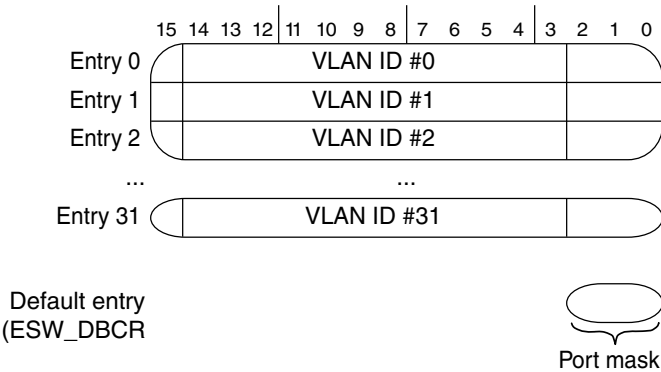 15 14 13 12 11 10 9 8 7 6 5 4 3 2 1 0
Entry 0 VLAN ID #0
Entry 1 VLAN ID #1
Entry 2 VLAN ID #2
... ...
Entry 31 VLAN ID #31
Default entry
(ESW_DBCR
Port mask